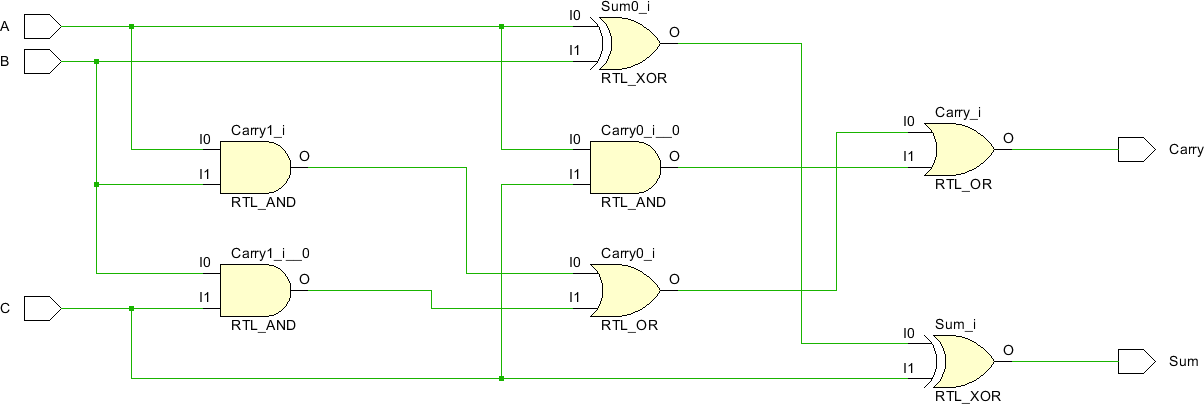 Sum0_i
A
I0
O
B
I1
RTL_XOR
Carry1_i
I0
O
I1
RTL_AND
Carry0_i__0
I0
O
I1
RTL_AND
Carry_i
I0
O
I1
RTL_OR
Carry
Carry1_i__0
I0
O
I1
RTL_AND
C
Carry0_i
I0
O
I1
RTL_OR
Sum_i
I0
O
I1
RTL_XOR
Sum